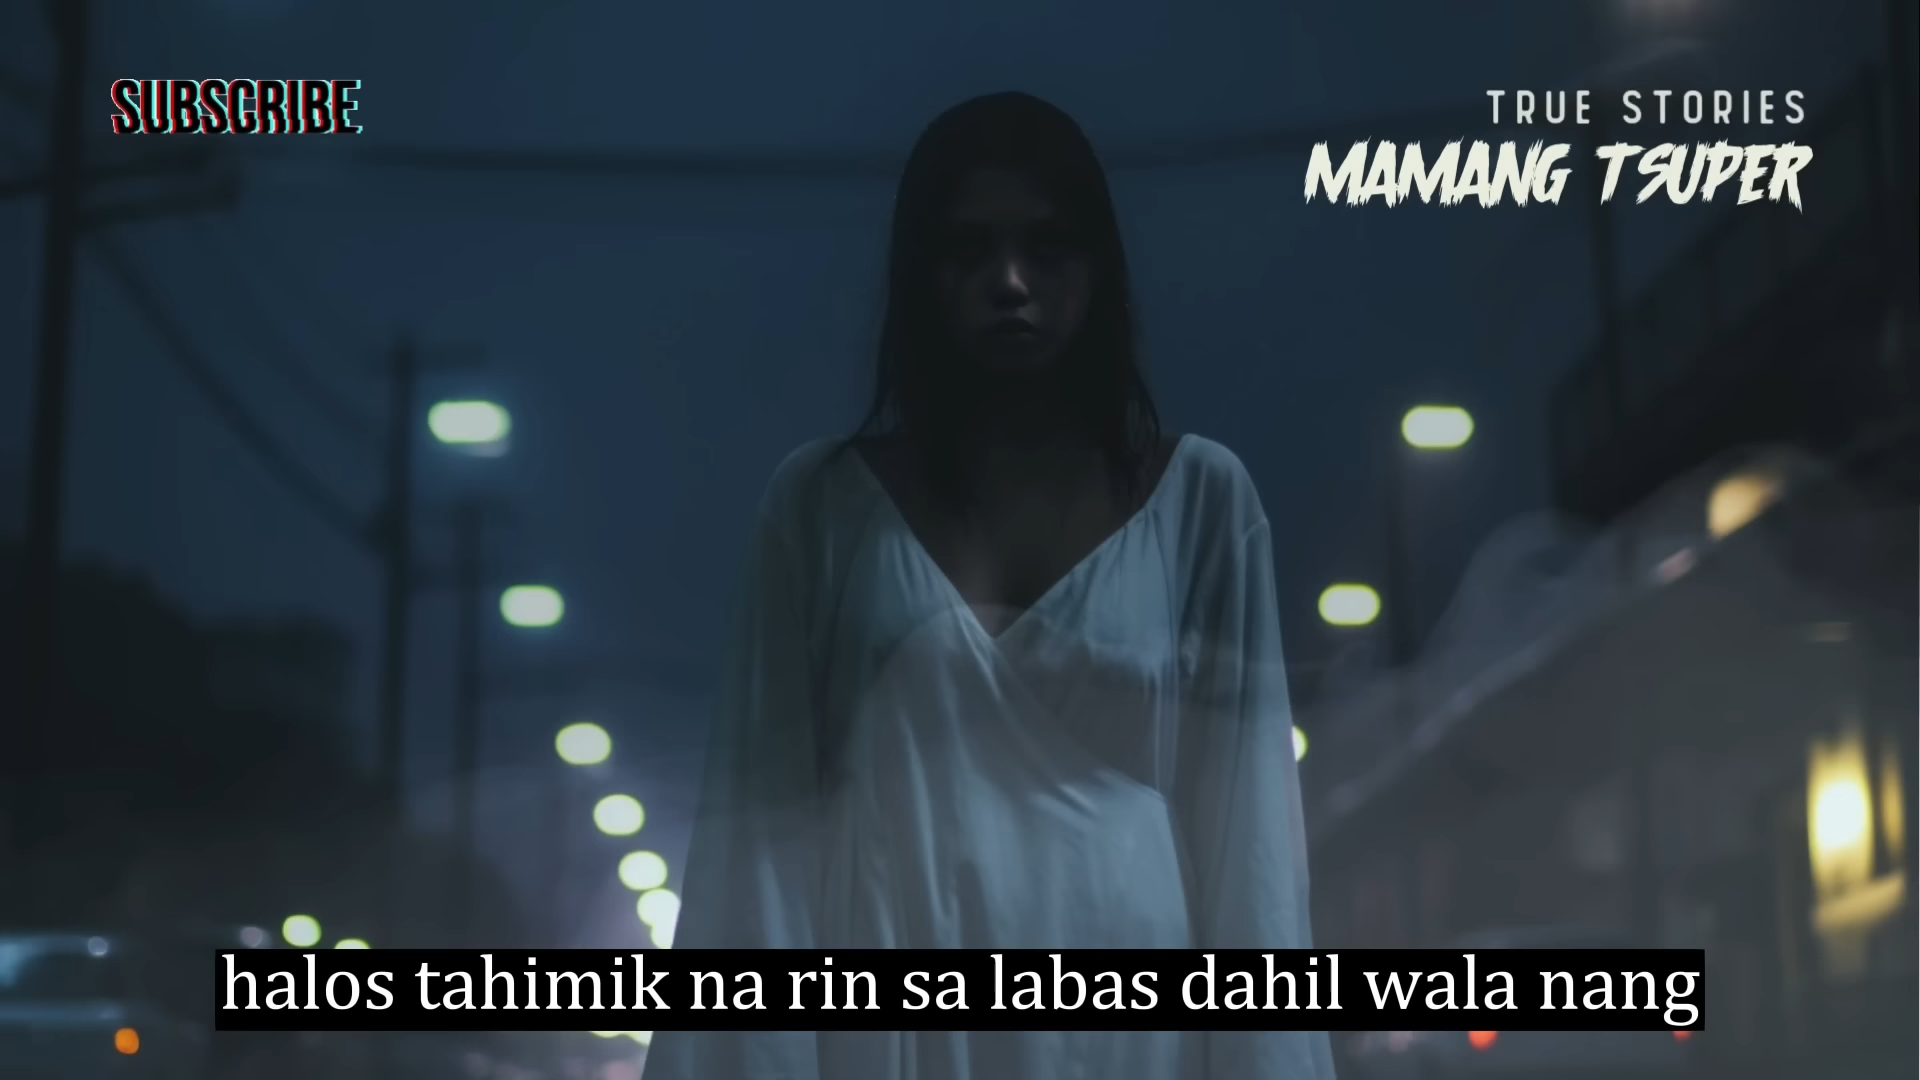 SUBSCRIBE
TRUE STORIES
MAMANG TSUPER
halos tahimik na rin sa labas dahil wala nang